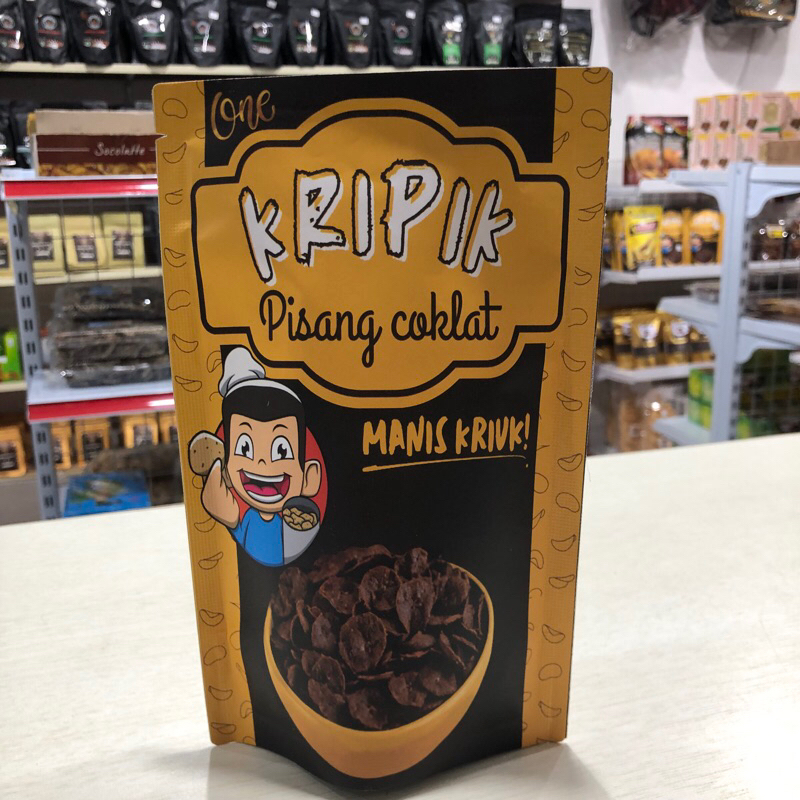 One
KRIPIK
Pisang coklat
MANIS KRIUK!
Socolatte